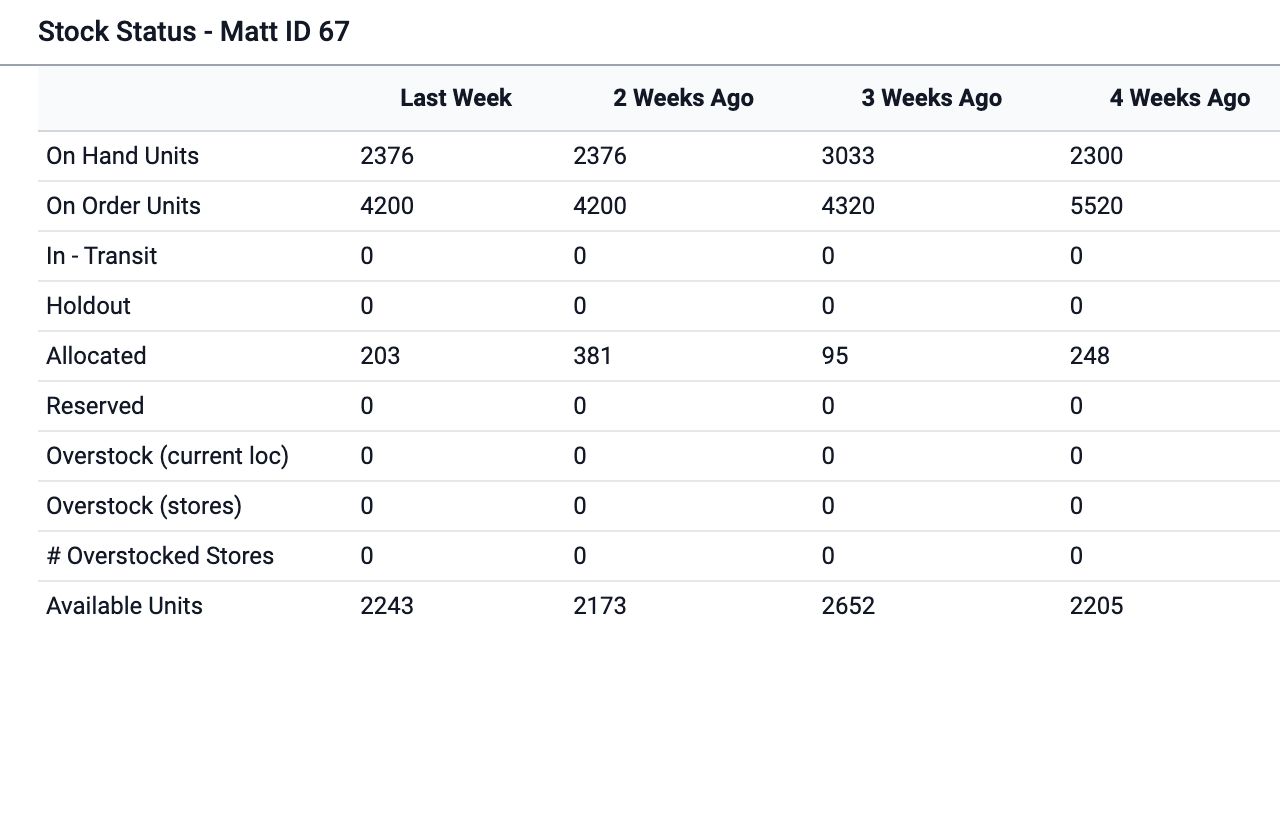 Stock Status - Matt ID 67
Last Week 2 Weeks Ago 3 Weeks Ago 4 Weeks Ago
On Hand Units 2376 2376 3033 2300
On Order Units 4200 4200 4320 5520
In - Transit 0 0 0 0
Holdout 0 0 0 0
Allocated 203 381 95 248
Reserved 0 0 0 0
Overstock (current loc) 0 0 0 0
Overstock (stores) 0 0 0 0
# Overstocked Stores 0 0 0 0
Available Units 2243 2173 2652 2205